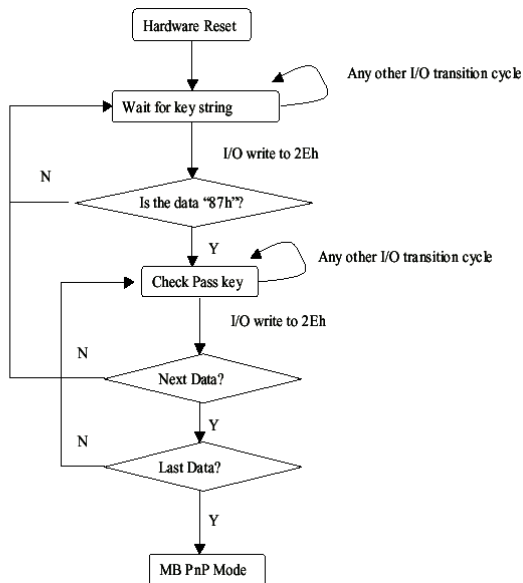 Hardware Reset
Any other I/O transition cycle
Wait for key string
I/O write to 2Eh
N
Is the data “87h”?
Y
Any other I/O transition cycle
Check Pass key
I/O write to 2Eh
N
Next Data?
Y
N
Last Data?
Y
MB PnP Mode